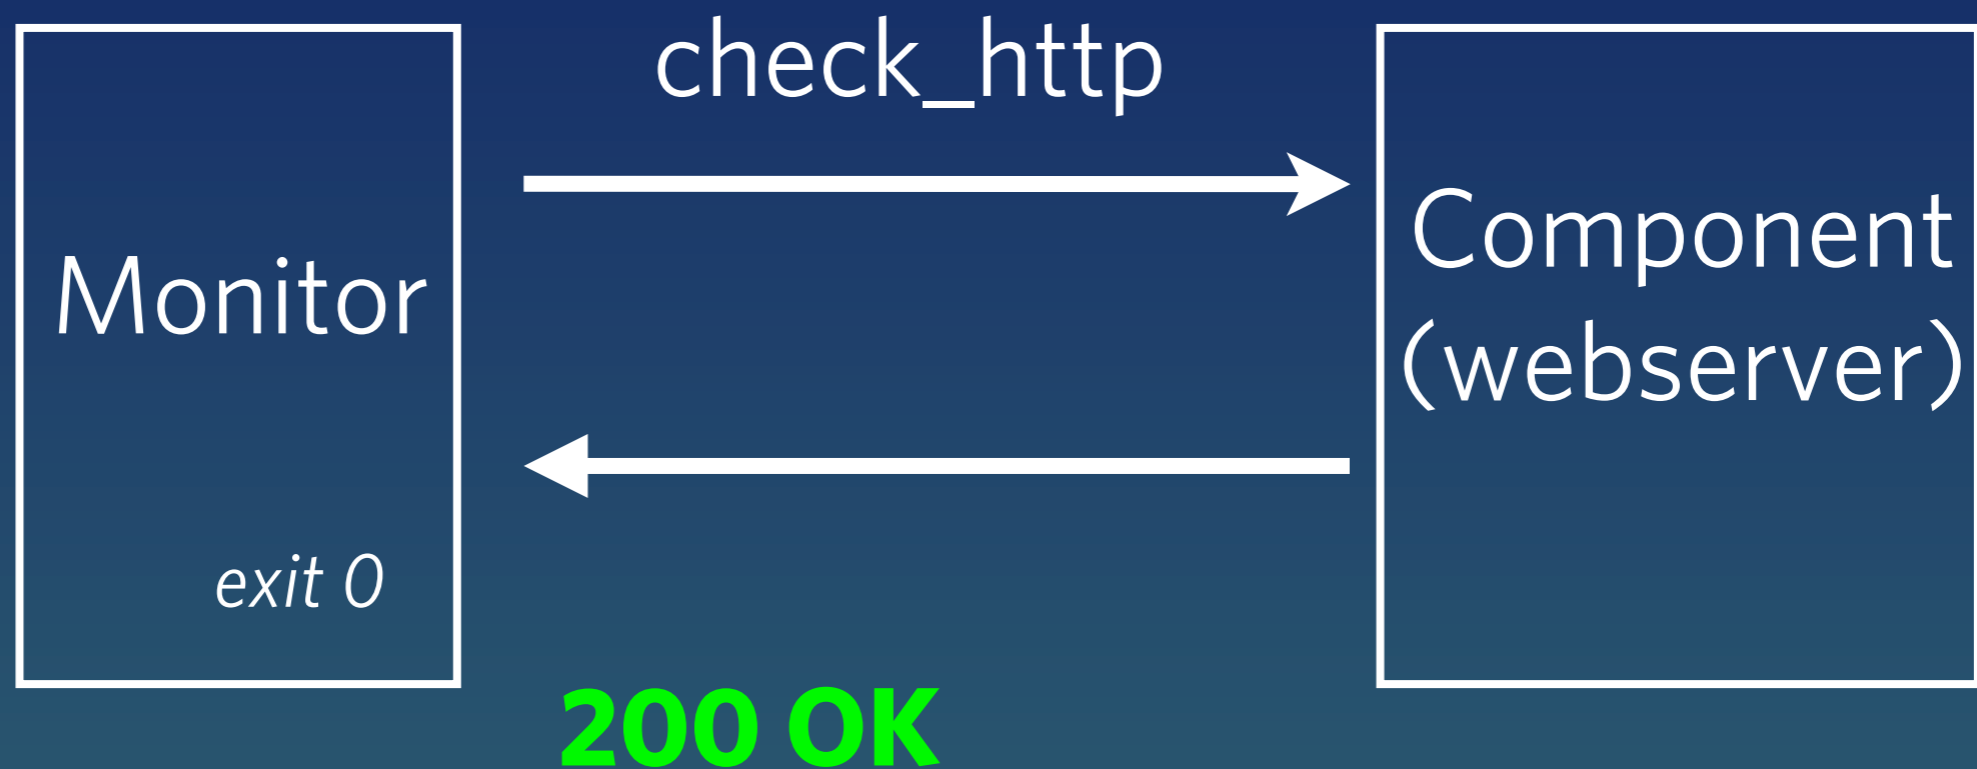 check_http
Monitor
Component
(webserver)
exit 0
200 OK